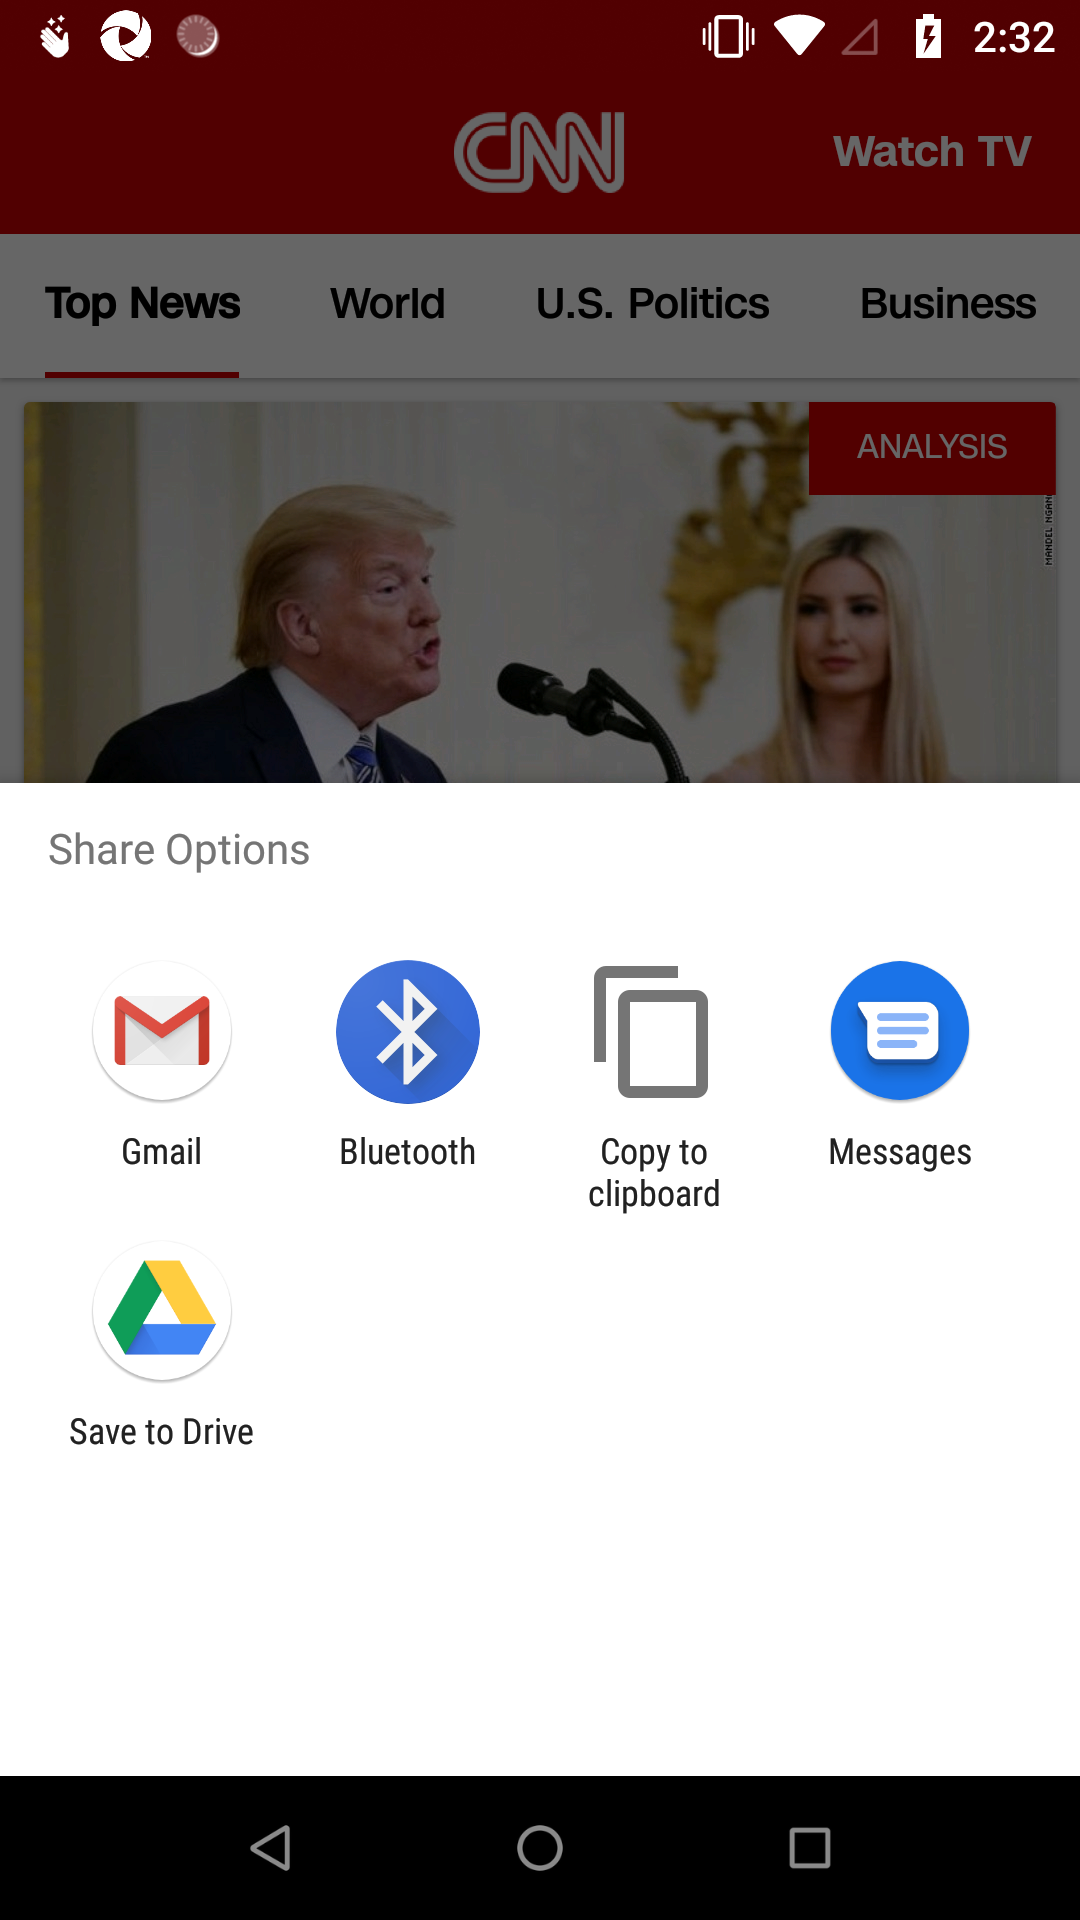 2:32
CNN
Watch TV
Top News
World
U.S. Politics
Business
ANALYSIS
MANDEL NGAN
Share Options
Gmail
Bluetooth
Copy to
clipboard
Messages
Save to Drive